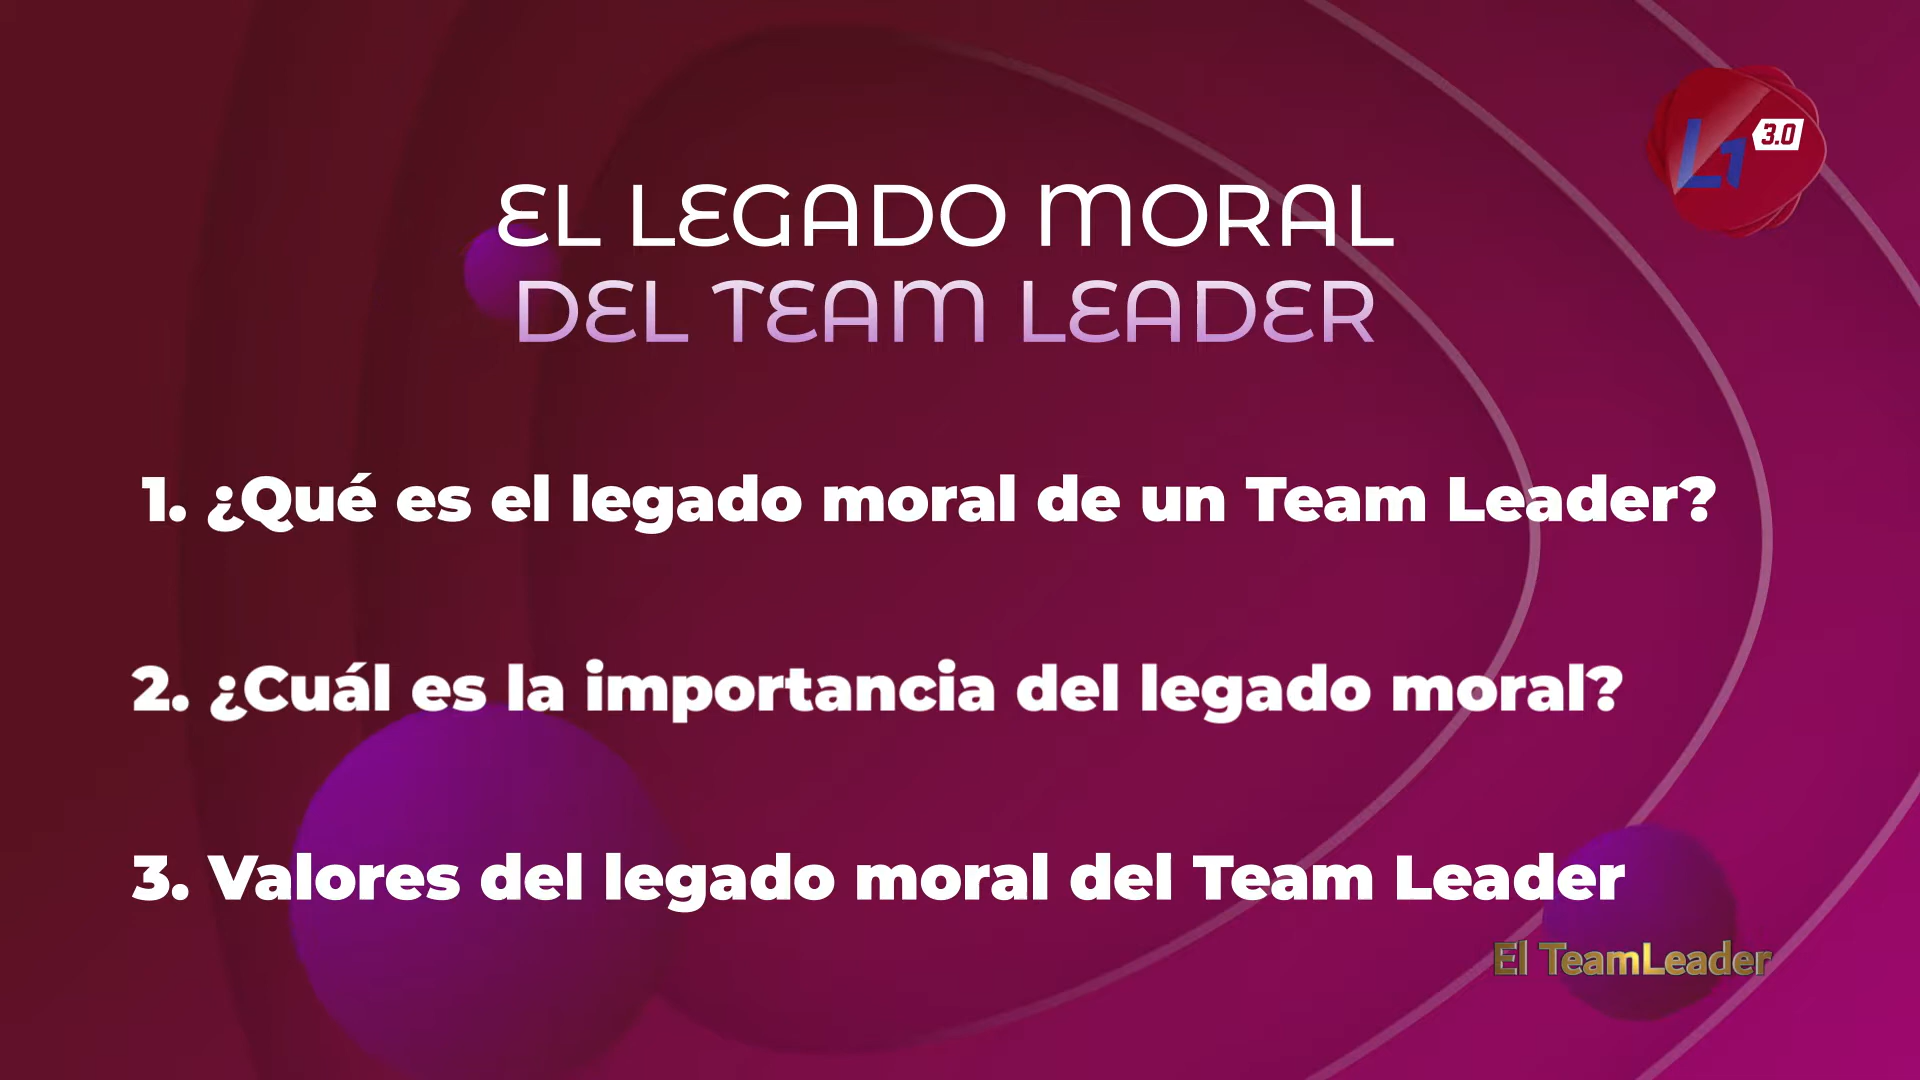 L1 3.0
EL LEGADO MORAL
DEL TEAM LEADER
1. ¿Qué es el legado moral de un Team Leader?
2. ¿Cuál es la importancia del legado moral?
3. Valores del legado moral del Team Leader
El TeamLeader